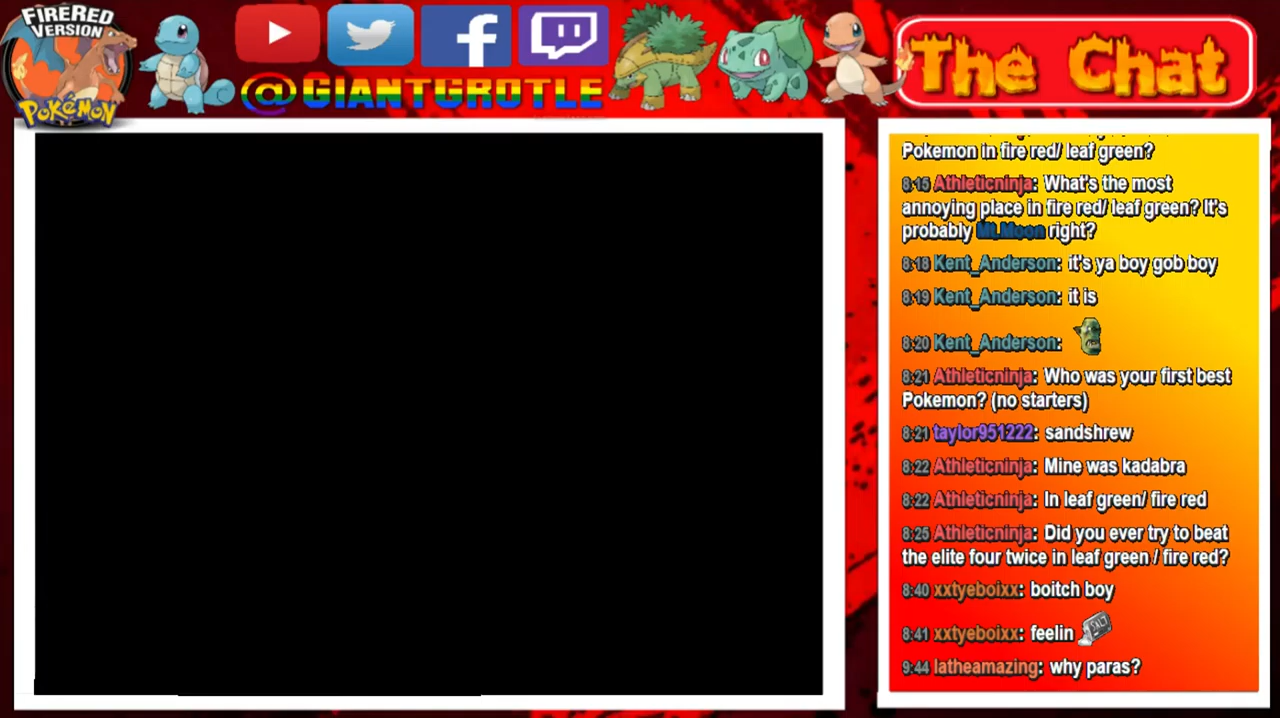 FIRERED
VERSION
POKéMON
@GIANTGROTLE
The Chat
Pokemon in fire red/ leaf green?
8:15 Athleticninja: What's the most
annoying place in fire red/ leaf green? It's
probably Mt.Moon right?
8:18 Kent_Anderson: it's ya boy gob boy
8:19 Kent_Anderson: it is
8:20 Kent_Anderson:
8:21 Athleticninja: Who was your first best
Pokemon? (no starters)
8:21 taylor951222: sandshrew
8:22 Athleticninja: Mine was kadabra
8:22 Athleticninja: In leaf green/ fire red
8:25 Athleticninja: Did you ever try to beat
the elite four twice in leaf green / fire red?
8:40 xxtyeboixx: boitch boy
8:41 xxtyeboixx: feelin SALT
9:44 latheamazing: why paras?